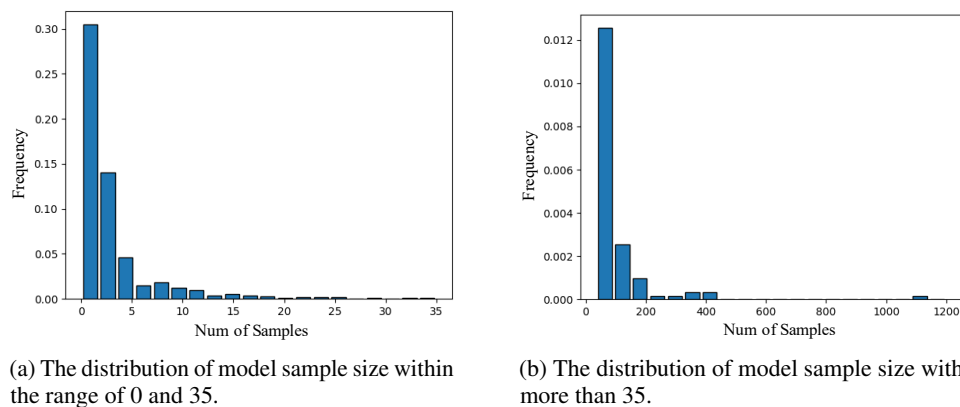 0.30
0.25
0.20
0.15
0.10
0.05
0.00
Frequency
0 5 10 15 20 25 30 35
Num of Samples
(a) The distribution of model sample size within
the range of 0 and 35.
0.012
0.010
0.008
0.006
0.004
0.002
0.000
Frequency
0 200 400 600 800 1000 1200
Num of Samples
(b) The distribution of model sample size with
more than 35.